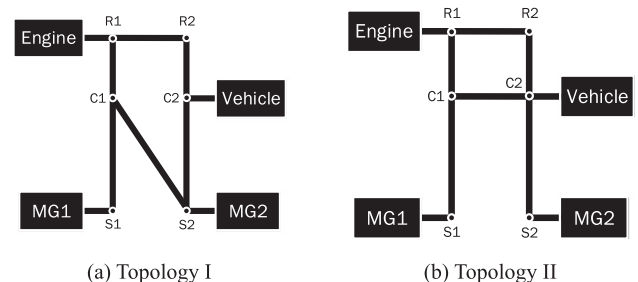 R1 R2
Engine
C1 C2 Vehicle
MG1 MG2
S1 S2
(a) Topology I
R1 R2
Engine
C2
C1 Vehicle
MG1 MG2
S1 S2
(b) Topology II